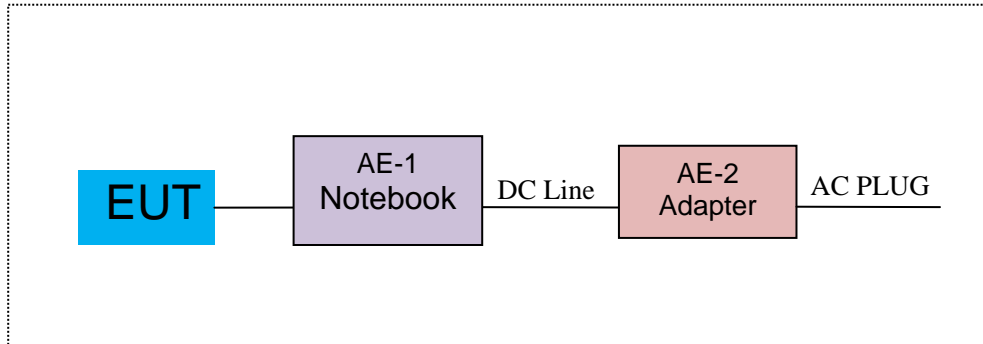 EUT
AE-1
Notebook
DC Line
AE-2
Adapter
AC PLUG